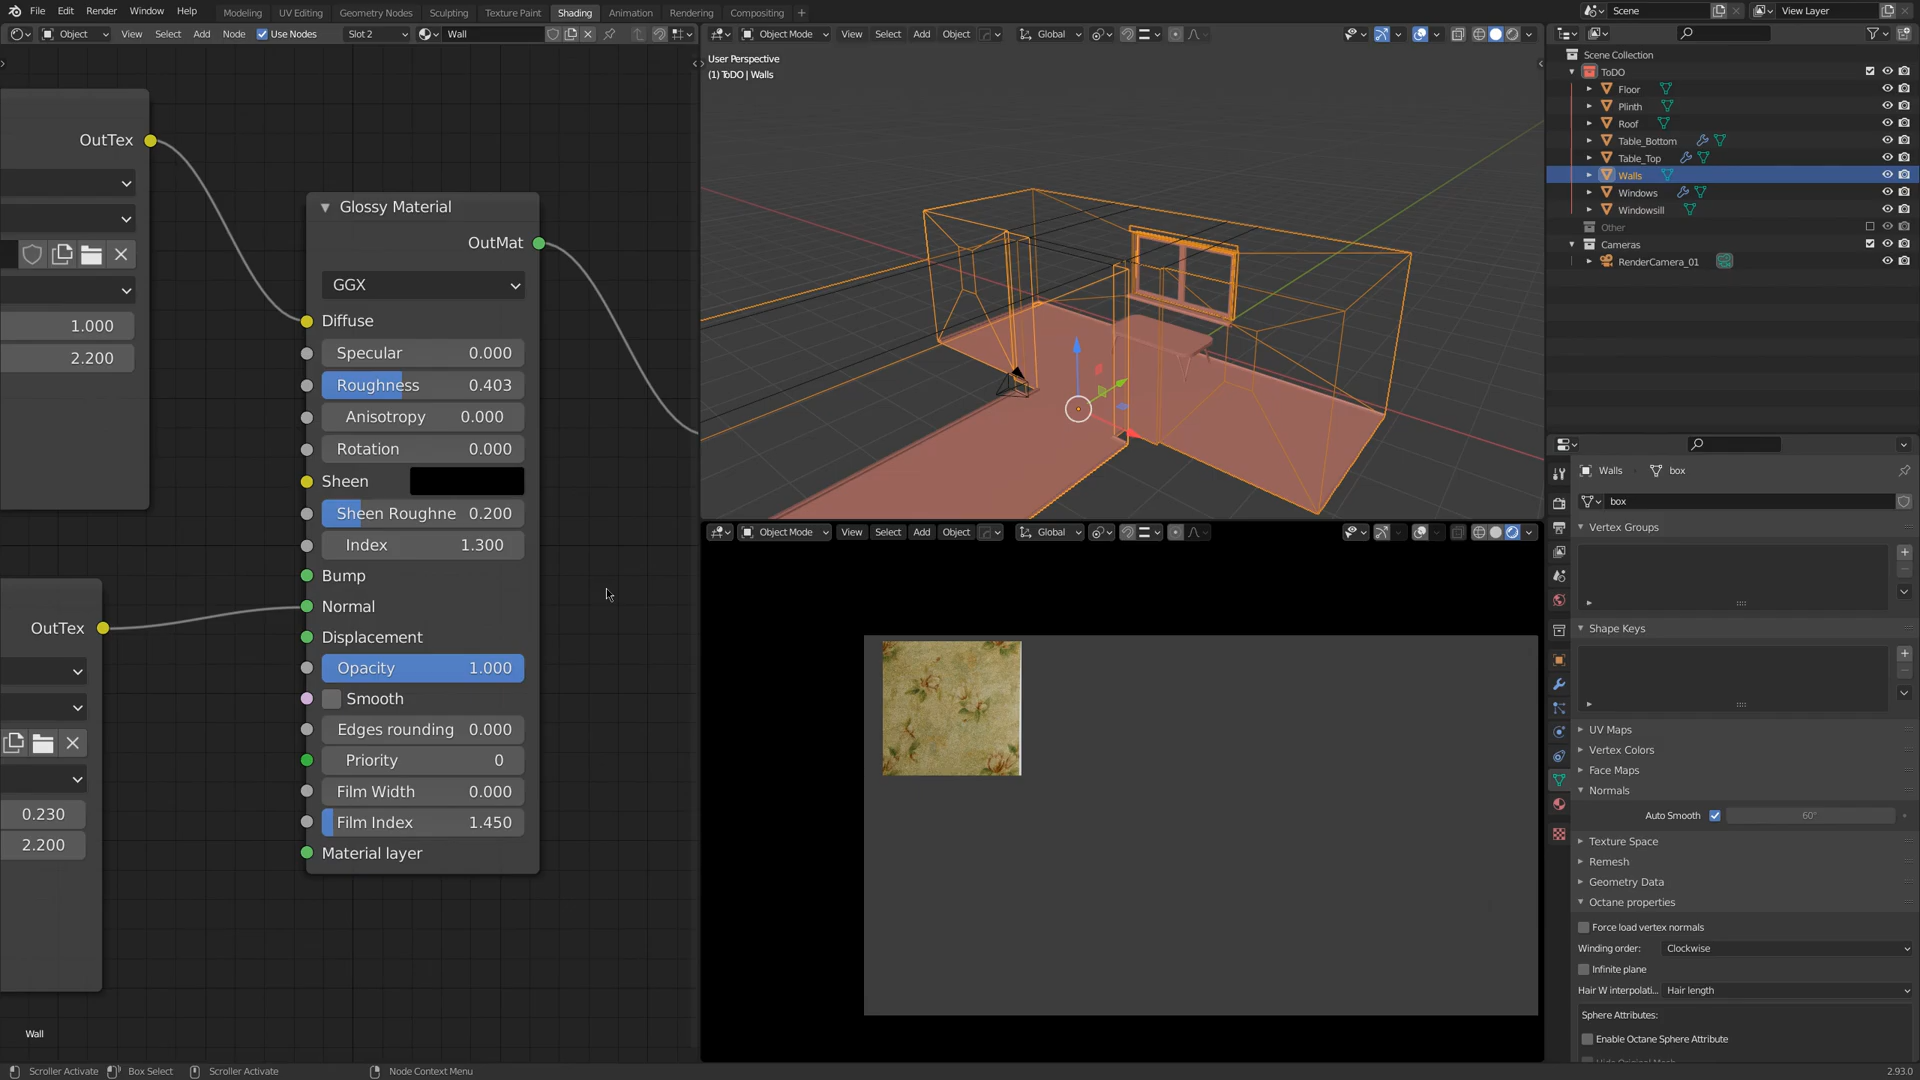 File Edit Render Window Help Modeling UV Editing Geometry Nodes Sculpting Texture Paint Shading Animation Rendering Compositing + Scene View Layer
Object View Select Add Node Use Nodes Slot 2 Wall
Object Mode View Select Add Object Global
User Perspective
(1) ToDO | Walls
Scene Collection
ToDO
Floor
Plinth
Roof
Table_Bottom
Table_Top
Walls
Windows
Windowsill
Other
Cameras
RenderCamera_01
OutTex
1.000
2.200
OutTex
0.230
2.200
Glossy Material
OutMat
GGX
Diffuse
Specular 0.000
Roughness 0.403
Anisotropy 0.000
Rotation 0.000
Sheen
Sheen Roughne 0.200
Index 1.300
Bump
Normal
Displacement
Opacity 1.000
Smooth
Edges rounding 0.000
Priority 0
Film Width 0.000
Film Index 1.450
Material layer
Wall
Object Mode View Select Add Object Global
Walls box
box
Vertex Groups
Shape Keys
UV Maps
Vertex Colors
Face Maps
Normals
Auto Smooth 60°
Texture Space
Remesh
Geometry Data
Octane properties
Force load vertex normals
Winding order: Clockwise
Infinite plane
Hair W interpolati... Hair length
Sphere Attributes:
Enable Octane Sphere Attribute
Scroller Activate Box Select Scroller Activate Node Context Menu 2.93.0